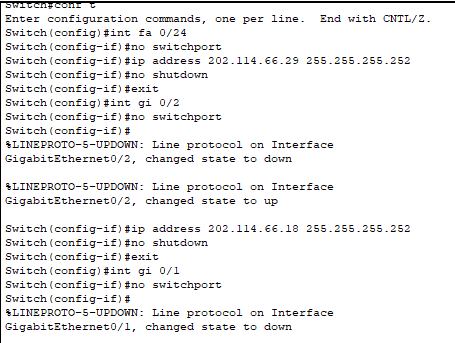 Switch#conf t
Enter configuration commands, one per line.  End with CNTL/Z.
Switch(config)#int fa 0/24
Switch(config-if)#no switchport
Switch(config-if)#ip address 202.114.66.29 255.255.255.252
Switch(config-if)#no shutdown
Switch(config-if)#exit
Switch(config)#int gi 0/2
Switch(config-if)#no switchport
Switch(config-if)#
%LINEPROTO-5-UPDOWN: Line protocol on Interface
GigabitEthernet0/2, changed state to down
%LINEPROTO-5-UPDOWN: Line protocol on Interface
GigabitEthernet0/2, changed state to up
Switch(config-if)#ip address 202.114.66.18 255.255.255.252
Switch(config-if)#no shutdown
Switch(config-if)#exit
Switch(config)#int gi 0/1
Switch(config-if)#no switchport
Switch(config-if)#
%LINEPROTO-5-UPDOWN: Line protocol on Interface
GigabitEthernet0/1, changed state to down